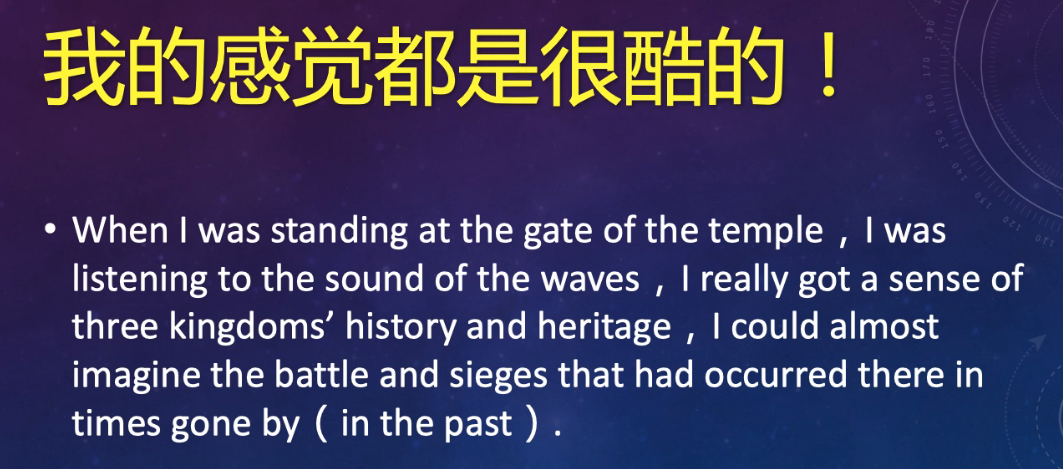 我的感觉都是很酷的！
• When I was standing at the gate of the temple，I was
listening to the sound of the waves，I really got a sense of
three kingdoms’ history and heritage，I could almost
imagine the battle and sieges that had occurred there in
times gone by（in the past）.